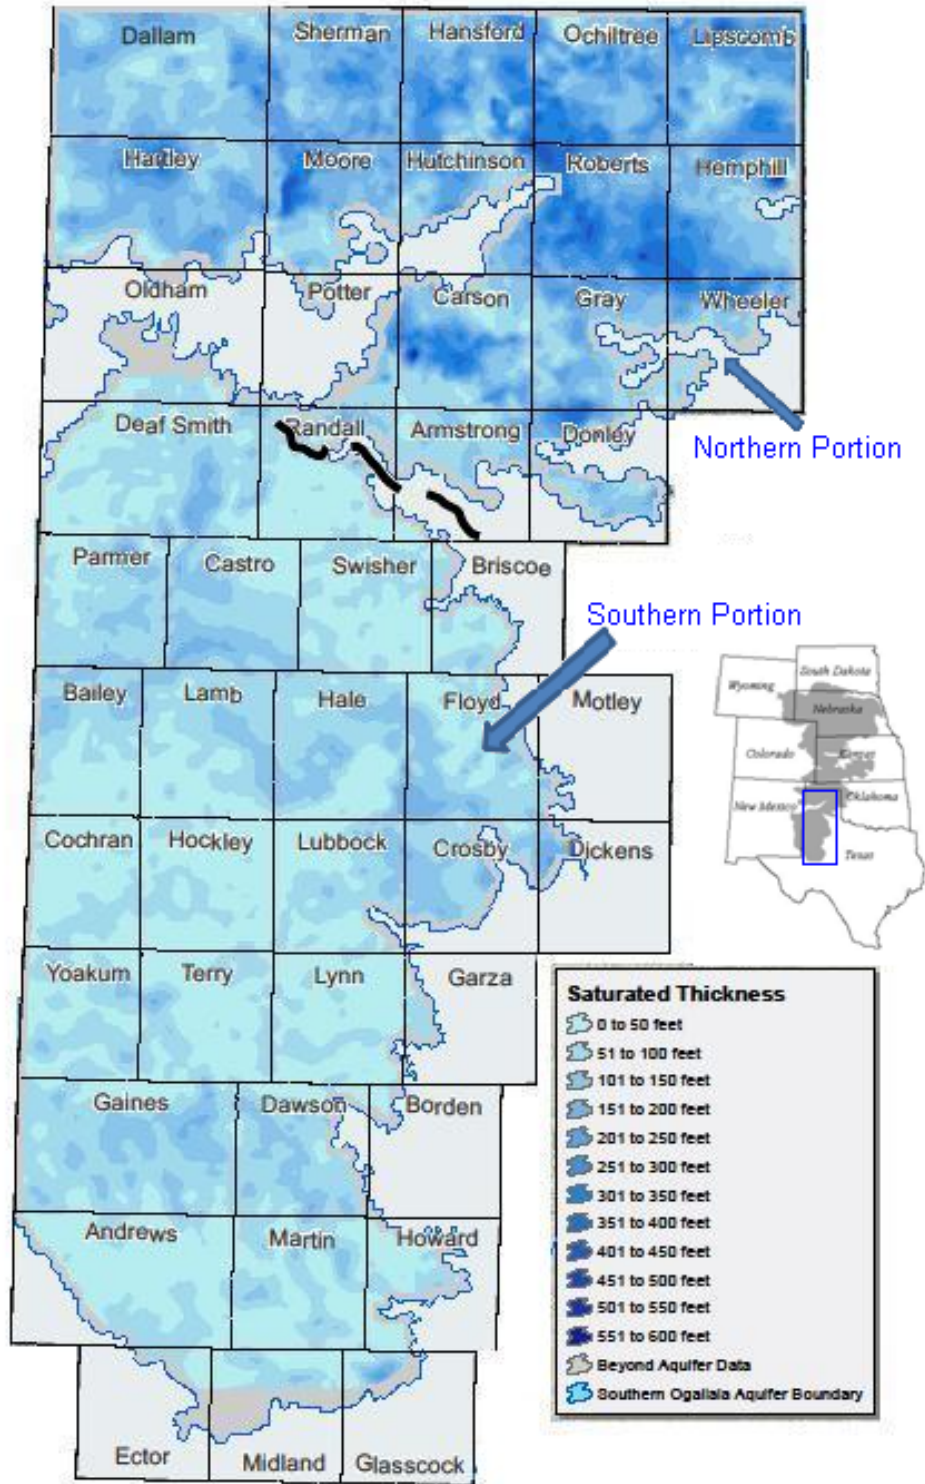 Dallam
Sherman
Hansford
Ochiltree
Lipscomb
Hartley
Moore
Hutchinson
Roberts
Hemphill
Oldham
Potter
Carson
Gray
Wheeler
Deaf Smith
Randall
Armstrong
Donley
Northern Portion
Parmer
Castro
Swisher
Briscoe
Southern Portion
Bailey
Lamb
Hale
Floyd
Motley
Cochran
Hockley
Lubbock
Crosby
Dickens
Yoakum
Terry
Lynn
Garza
Gaines
Dawson
Borden
Andrews
Martin
Howard
Ector
Midland
Glasscock
South Dakota
Wyoming
Nebraska
Colorado
Kansas
New Mexico
Oklahoma
Texas
Saturated Thickness
0 to 50 feet
51 to 100 feet
101 to 150 feet
151 to 200 feet
201 to 250 feet
251 to 300 feet
301 to 350 feet
351 to 400 feet
401 to 450 feet
451 to 500 feet
501 to 550 feet
551 to 600 feet
Beyond Aquifer Data
Southern Ogallala Aquifer Boundary